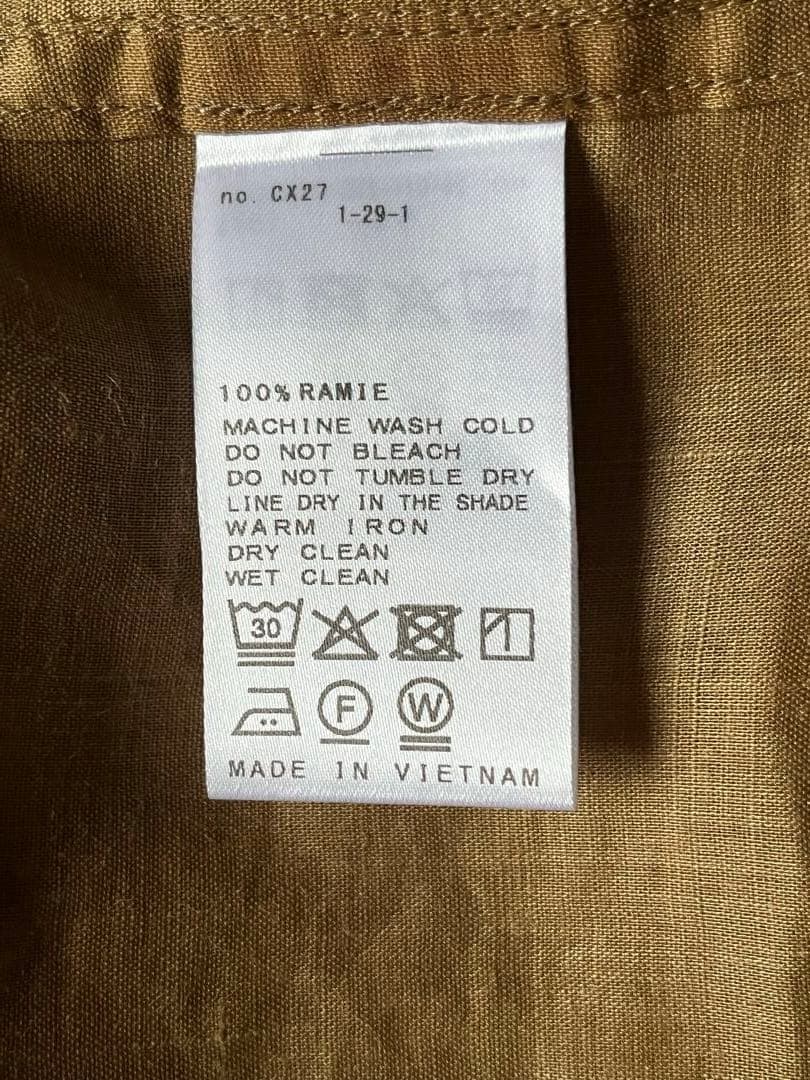 no. CX27
1-29-1
100% RAMIE
MACHINE WASH COLD
DO NOT BLEACH
DO NOT TUMBLE DRY
LINE DRY IN THE SHADE
WARM IRON
DRY CLEAN
WET CLEAN
30
F W
MADE IN VIETNAM